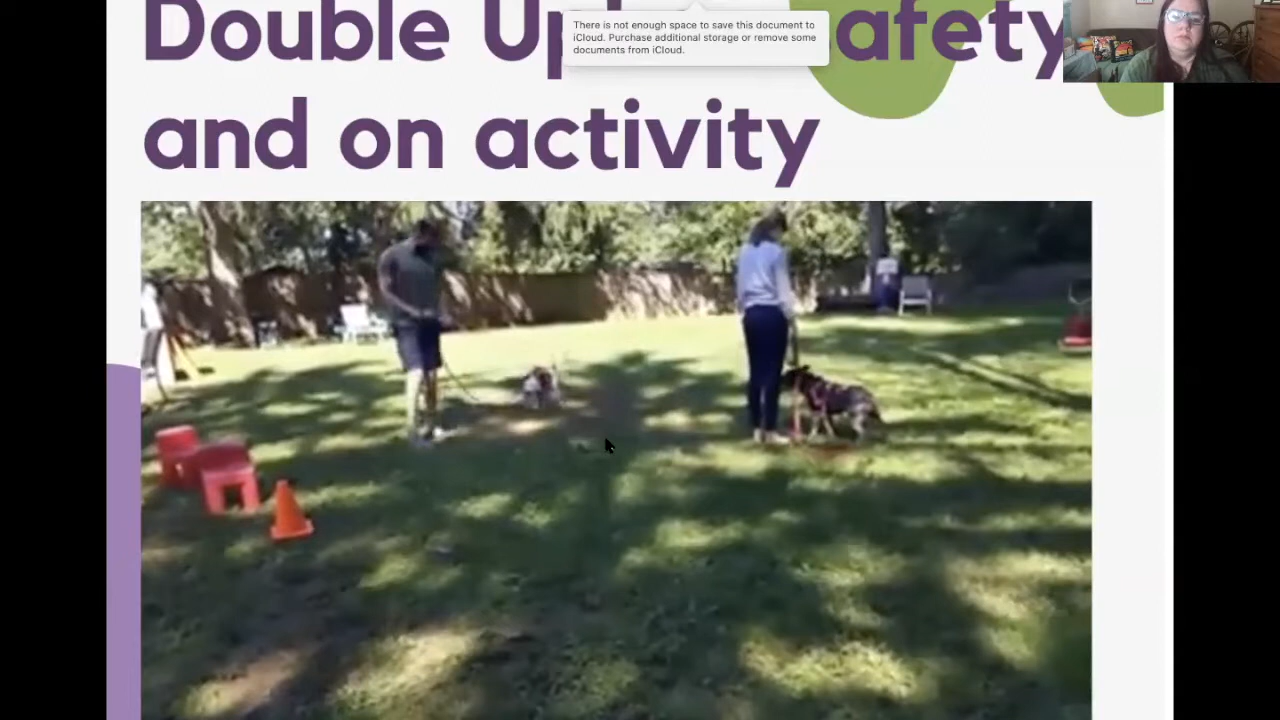 Double Up
afety
and on activity
There is not enough space to save this document to
iCloud. Purchase additional storage or remove some
documents from iCloud.